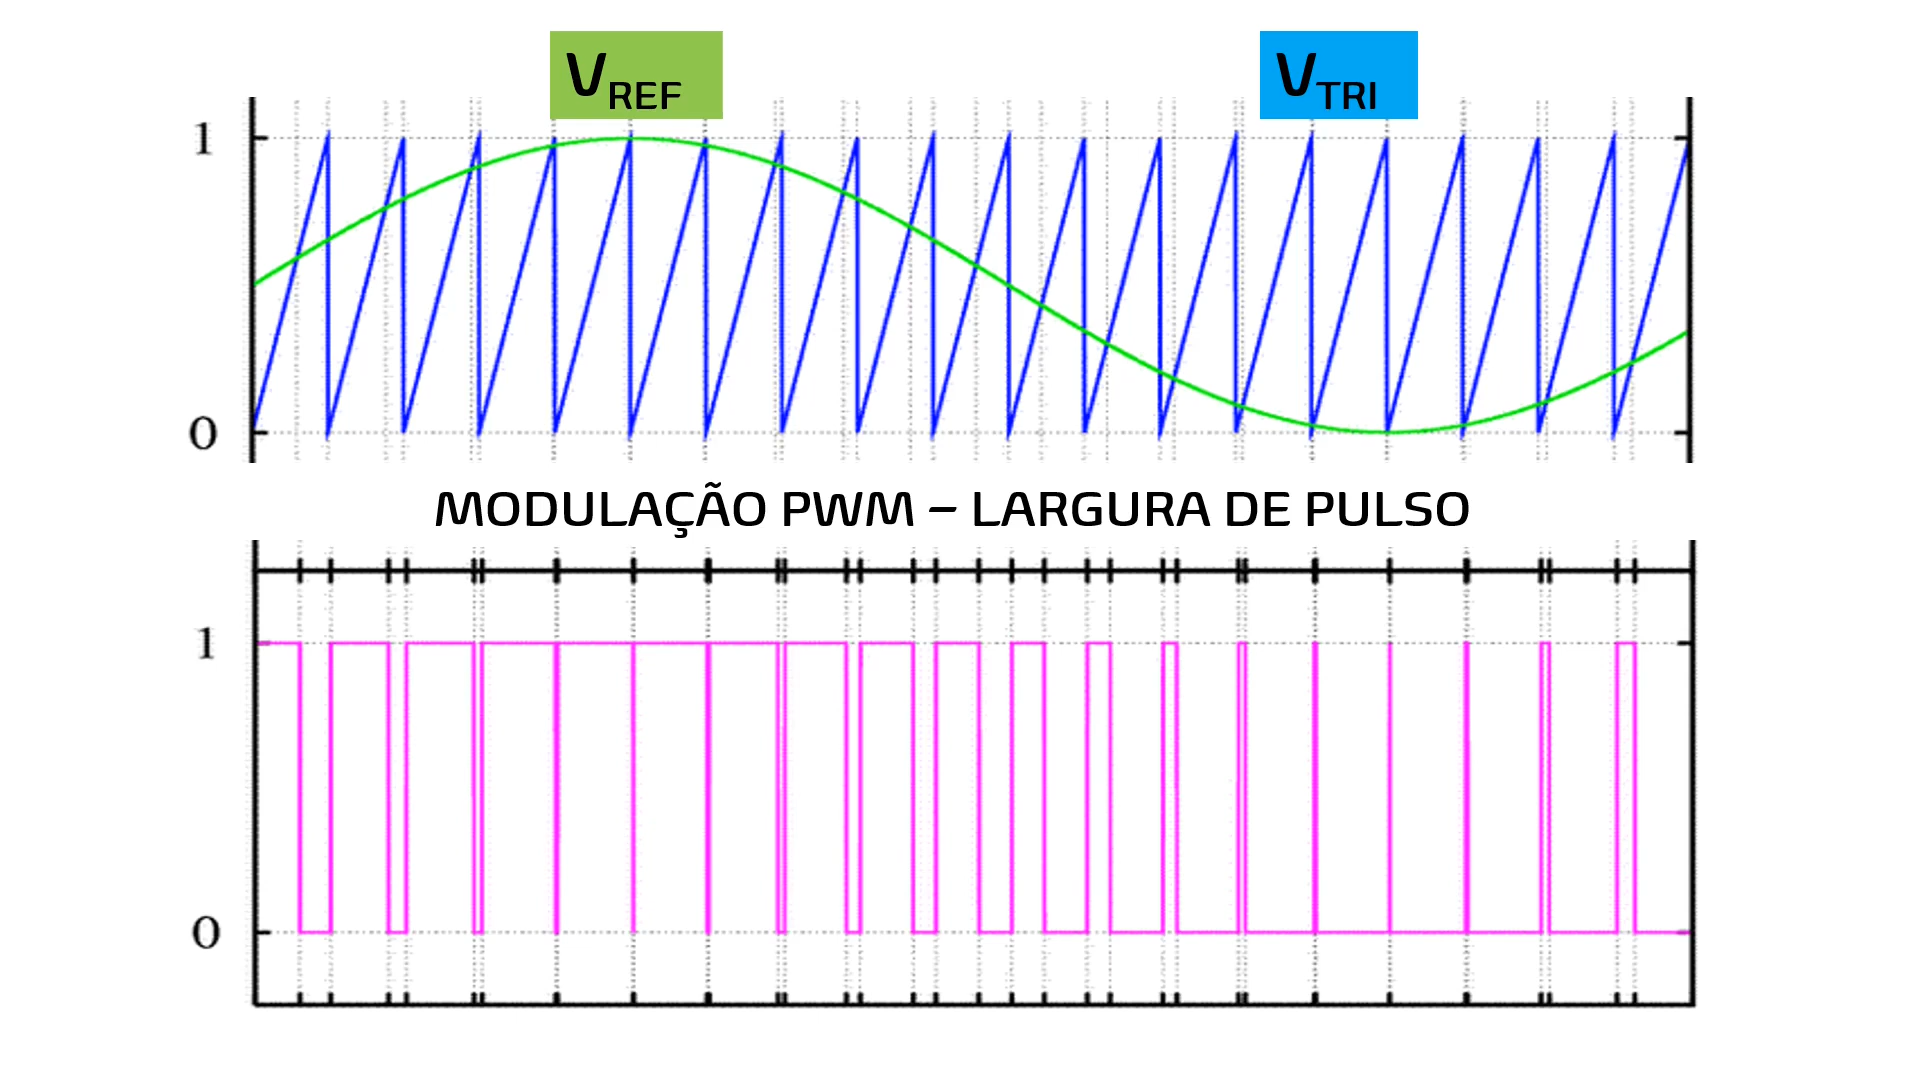 VREF
VTRI
1
0
MODULAÇÃO PWM – LARGURA DE PULSO
1
0